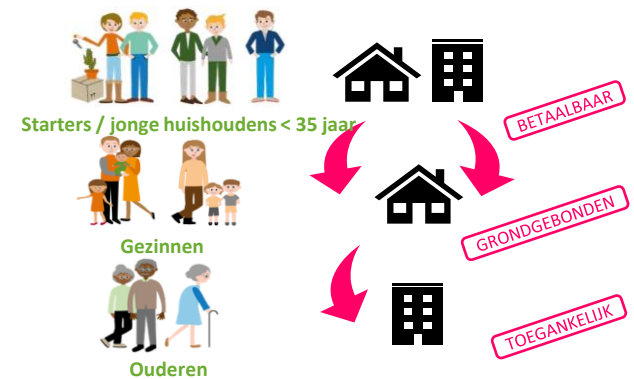 BETAALBAAR
Starters / jonge huishoudens < 35 jaar
GRONDGEBONDEN
Gezinnen
TOEGANKELIJK
Ouderen